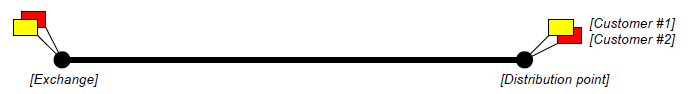 [Customer #1]
[Customer #2]
[Exchange]
[Distribution point]